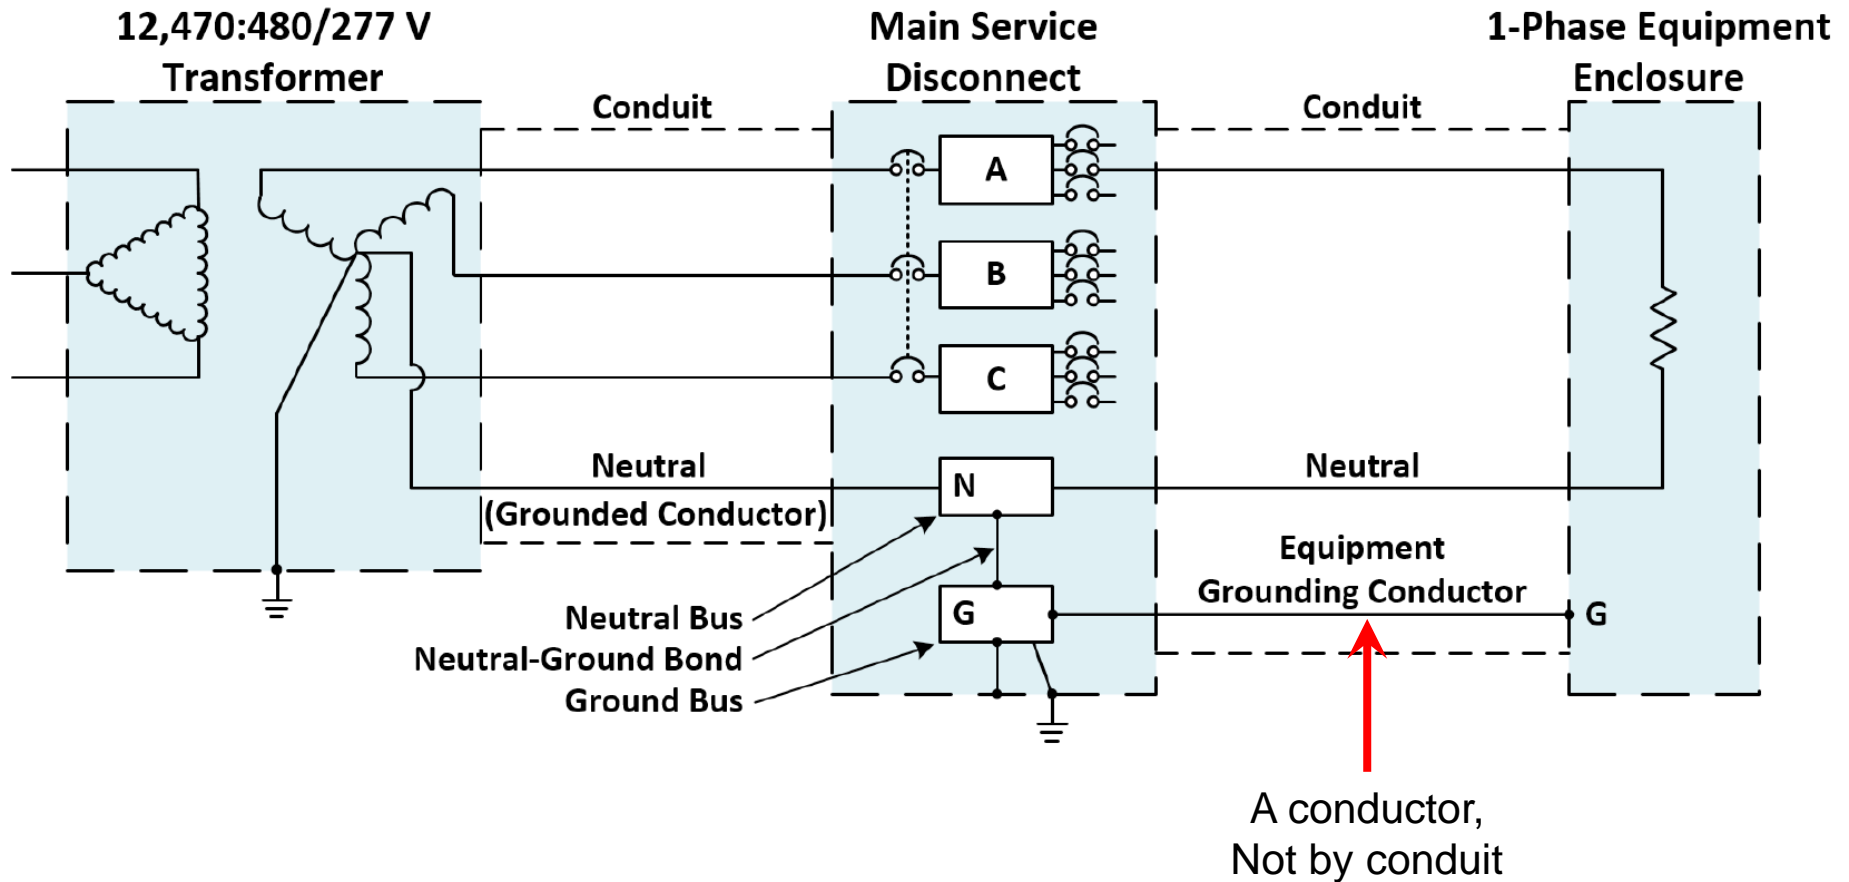 12,470:480/277 V
Transformer
Main Service
Disconnect
1-Phase Equipment
Enclosure
Conduit
Conduit
A
B
C
Neutral
(Grounded Conductor)
N
Neutral
Equipment
Grounding Conductor
G
G
Neutral Bus
Neutral-Ground Bond
Ground Bus
A conductor,
Not by conduit